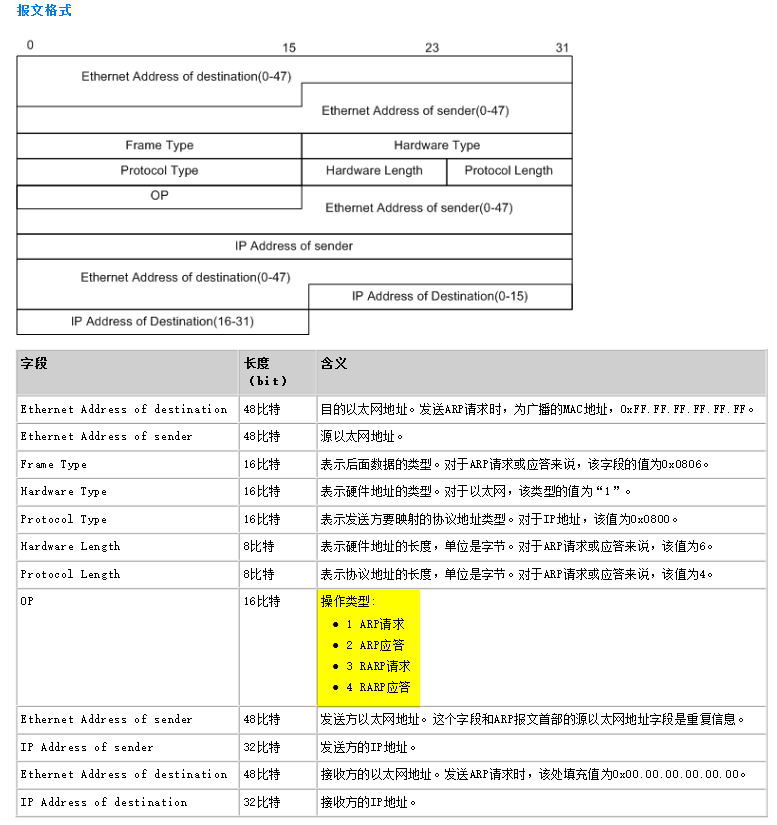 报文格式
0 15 23 31
Ethernet Address of destination(0-47)
Ethernet Address of sender(0-47)
Frame Type Hardware Type
Protocol Type Hardware Length Protocol Length
OP
Ethernet Address of sender(0-47)
IP Address of sender
Ethernet Address of destination(0-47)
IP Address of Destination(0-15)
IP Address of Destination(16-31)
字段 长度 含义
(bit)
Ethernet Address of destination 48比特 目的以太网地址。发送ARP请求时，为广播的MAC地址，0xFF.FF.FF.FF.FF.FF。
Ethernet Address of sender 48比特 源以太网地址。
Frame Type 16比特 表示后面数据的类型。对于ARP请求或应答来说，该字段的值为0x0806。
Hardware Type 16比特 表示硬件地址的类型。对于以太网，该类型的值为“1”。
Protocol Type 16比特 表示发送方要映射的协议地址类型。对于IP地址，该值为0x0800。
Hardware Length 8比特 表示硬件地址的长度，单位是字节。对于ARP请求或应答来说，该值为6。
Protocol Length 8比特 表示协议地址的长度，单位是字节。对于ARP请求或应答来说，该值为4。
OP 16比特 操作类型:
● 1 ARP请求
● 2 ARP应答
● 3 RARP请求
● 4 RARP应答
Ethernet Address of sender 48比特 发送方以太网地址。这个字段和ARP报文首部的源以太网地址字段是重复信息。
IP Address of sender 32比特 发送方的IP地址。
Ethernet Address of destination 48比特 接收方的以太网地址。发送ARP请求时，该处填充值为0x00.00.00.00.00.00。
IP Address of destination 32比特 接收方的IP地址。